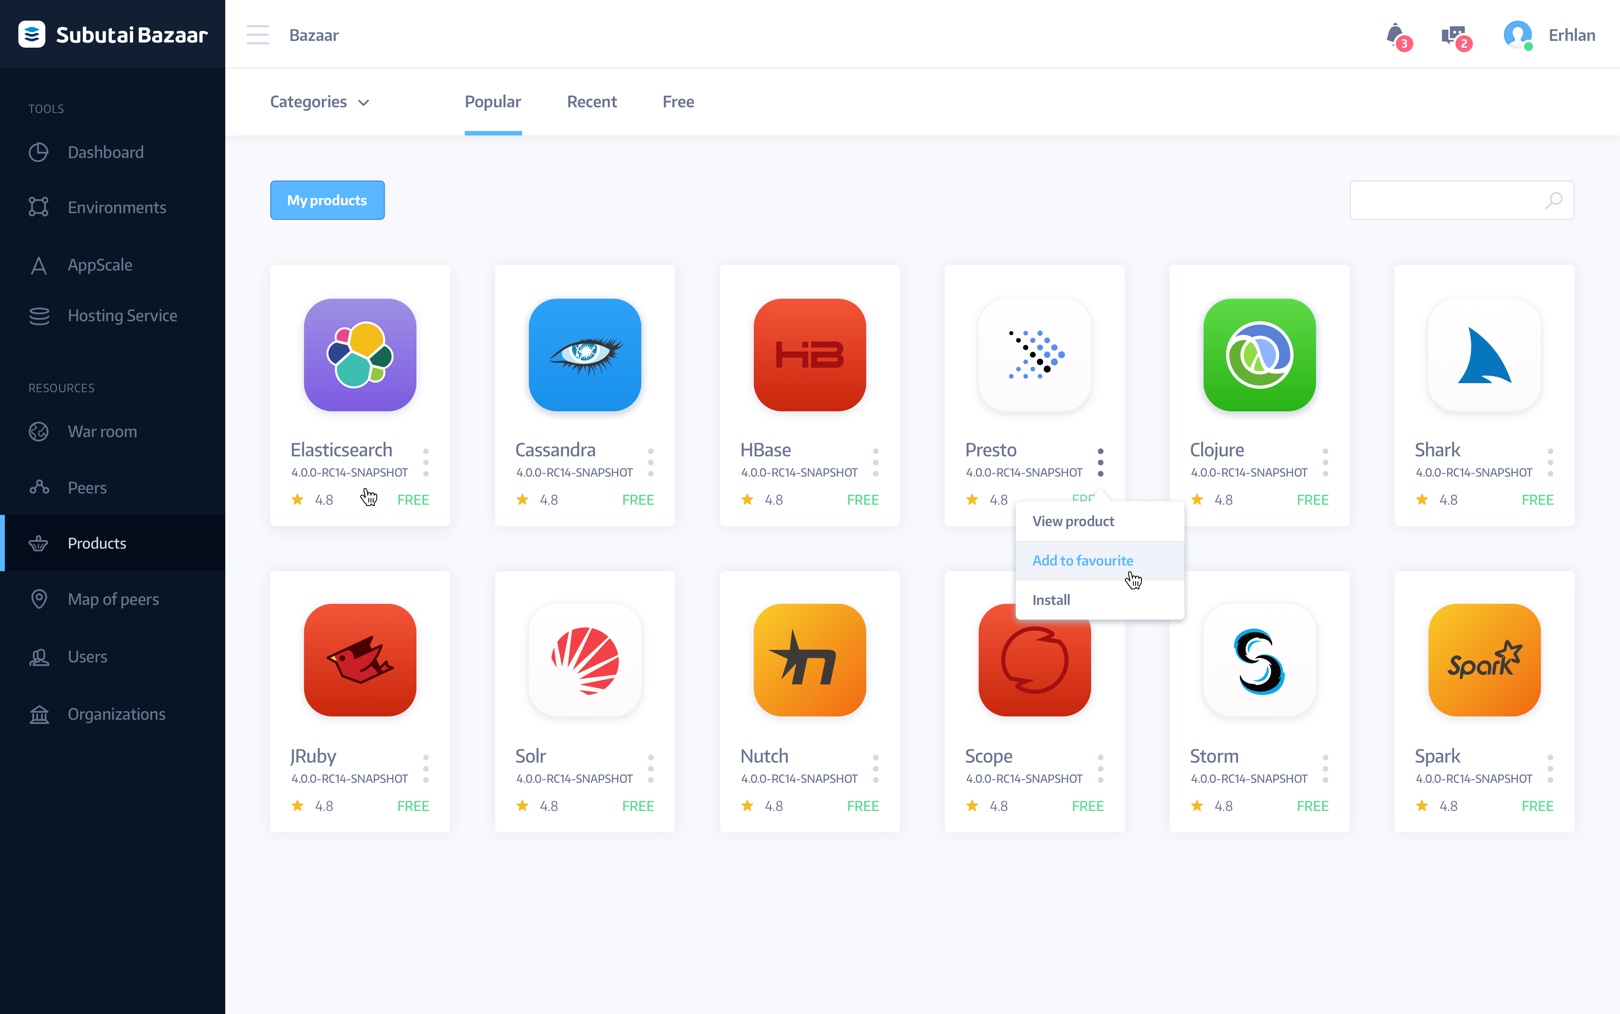 Subutai Bazaar
Bazaar
3
2
Erhlan
Categories
Popular
Recent
Free
TOOLS
Dashboard
Environments
AppScale
Hosting Service
RESOURCES
War room
Peers
Products
Map of peers
Users
Organizations
My products
Elasticsearch
4.0.0-RC14-SNAPSHOT
4.8
FREE
Cassandra
4.0.0-RC14-SNAPSHOT
4.8
FREE
HB
HBase
4.0.0-RC14-SNAPSHOT
4.8
FREE
Presto
4.0.0-RC14-SNAPSHOT
4.8
FRE
View product
Add to favourite
Install
Clojure
4.0.0-RC14-SNAPSHOT
4.8
FREE
Shark
4.0.0-RC14-SNAPSHOT
4.8
FREE
JRuby
4.0.0-RC14-SNAPSHOT
4.8
FREE
Solr
4.0.0-RC14-SNAPSHOT
4.8
FREE
n
Nutch
4.0.0-RC14-SNAPSHOT
4.8
FREE
Scope
4.0.0-RC14-SNAPSHOT
4.8
FREE
S
Storm
4.0.0-RC14-SNAPSHOT
4.8
FREE
Spark
Spark
4.0.0-RC14-SNAPSHOT
4.8
FREE